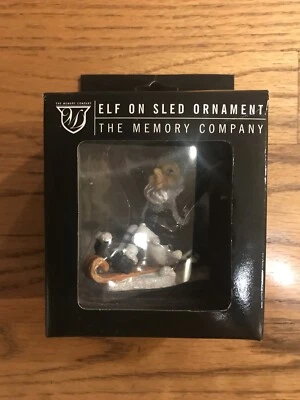 THE MEMORY COMPANY
ELF ON SLED ORNAMENT
THE MEMORY COMPANY